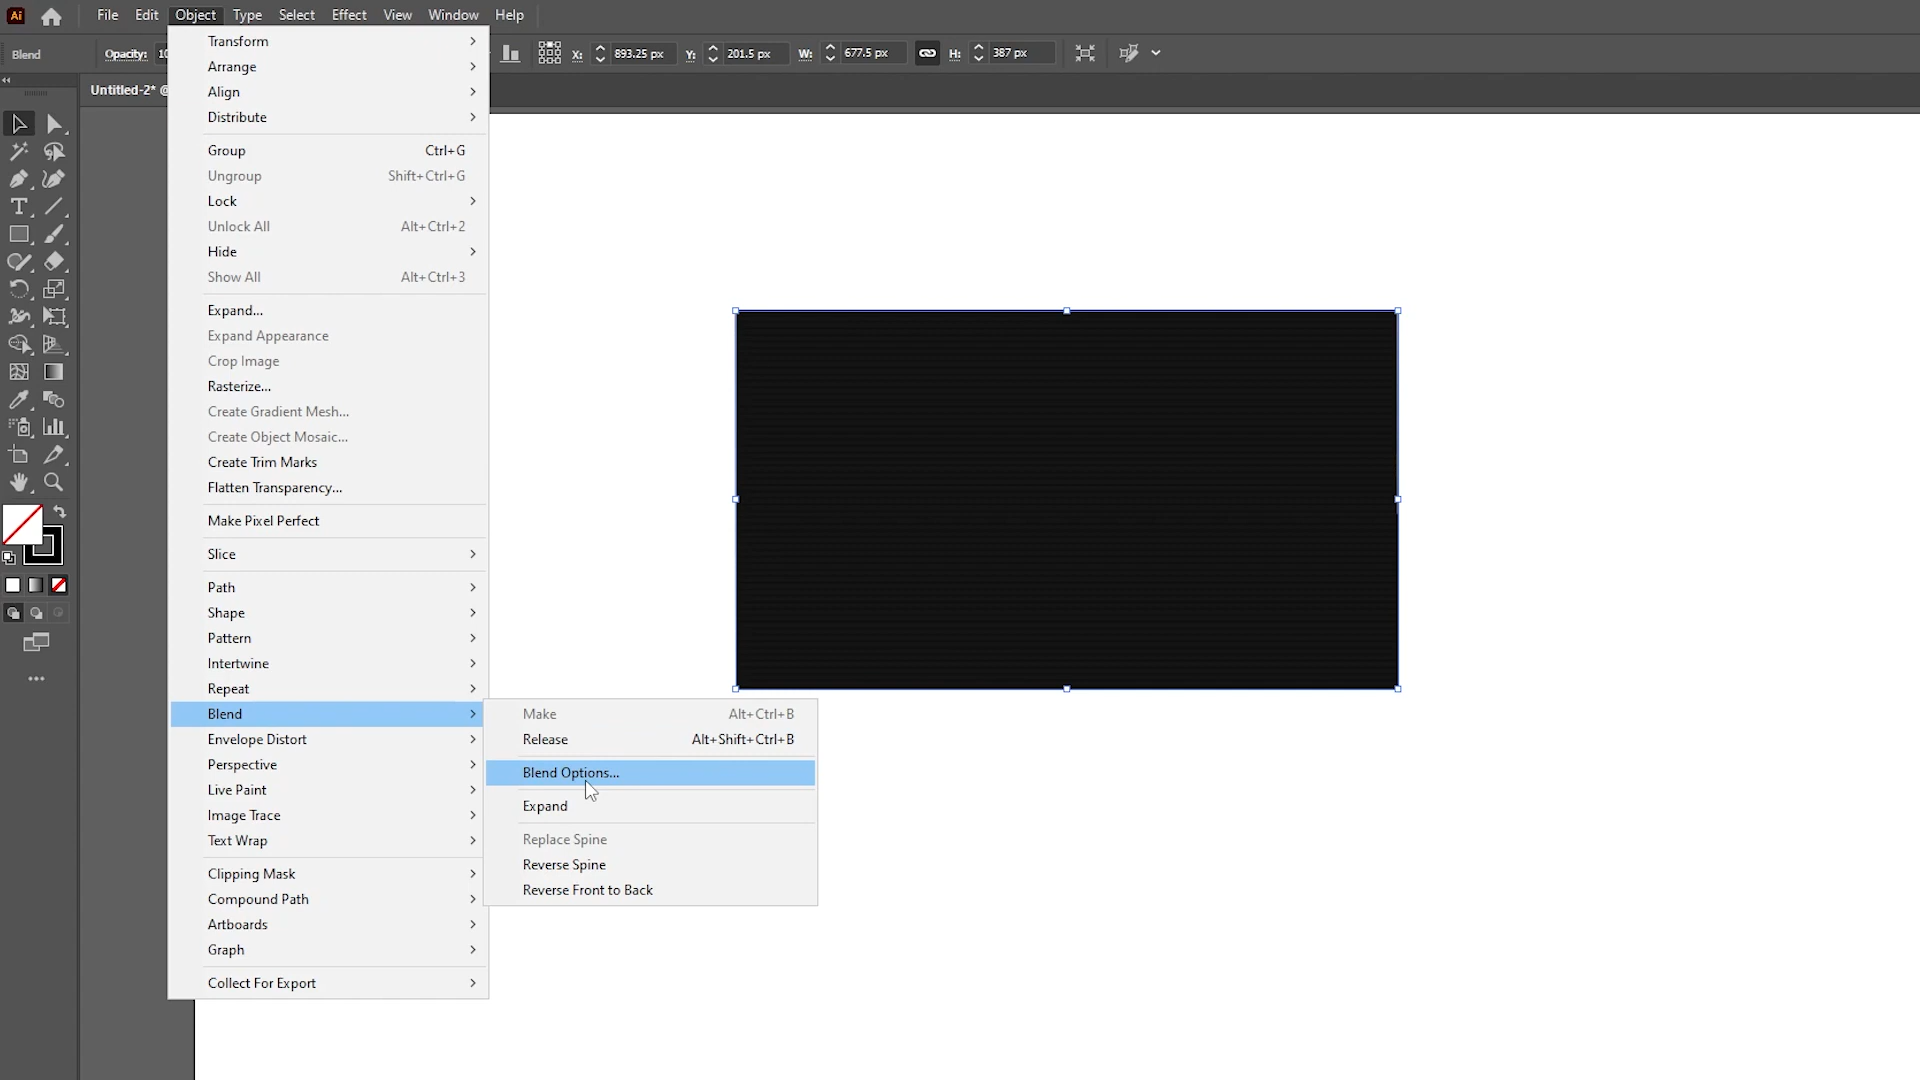 Ai File Edit Object Type Select Effect View Window Help
Blend Opacity: 10 X: 893.25 px Y: 201.5 px W: 677.5 px H: 387 px
Untitled-2* @
Transform
Arrange
Align
Distribute
Group Ctrl+G
Ungroup Shift+Ctrl+G
Lock
Unlock All Alt+Ctrl+2
Hide
Show All Alt+Ctrl+3
Expand...
Expand Appearance
Crop Image
Rasterize...
Create Gradient Mesh...
Create Object Mosaic...
Create Trim Marks
Flatten Transparency...
Make Pixel Perfect
Slice
Path
Shape
Pattern
Intertwine
Repeat
Blend
Envelope Distort
Perspective
Live Paint
Image Trace
Text Wrap
Clipping Mask
Compound Path
Artboards
Graph
Collect For Export
Make Alt+Ctrl+B
Release Alt+Shift+Ctrl+B
Blend Options...
Expand
Replace Spine
Reverse Spine
Reverse Front to Back